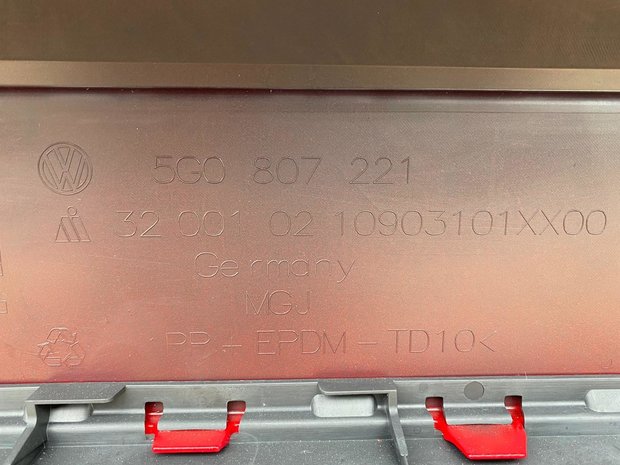 5G0 807 221
32 001 02 10903101XX00
Germany
MGJ
PP - EPDM - TD10<